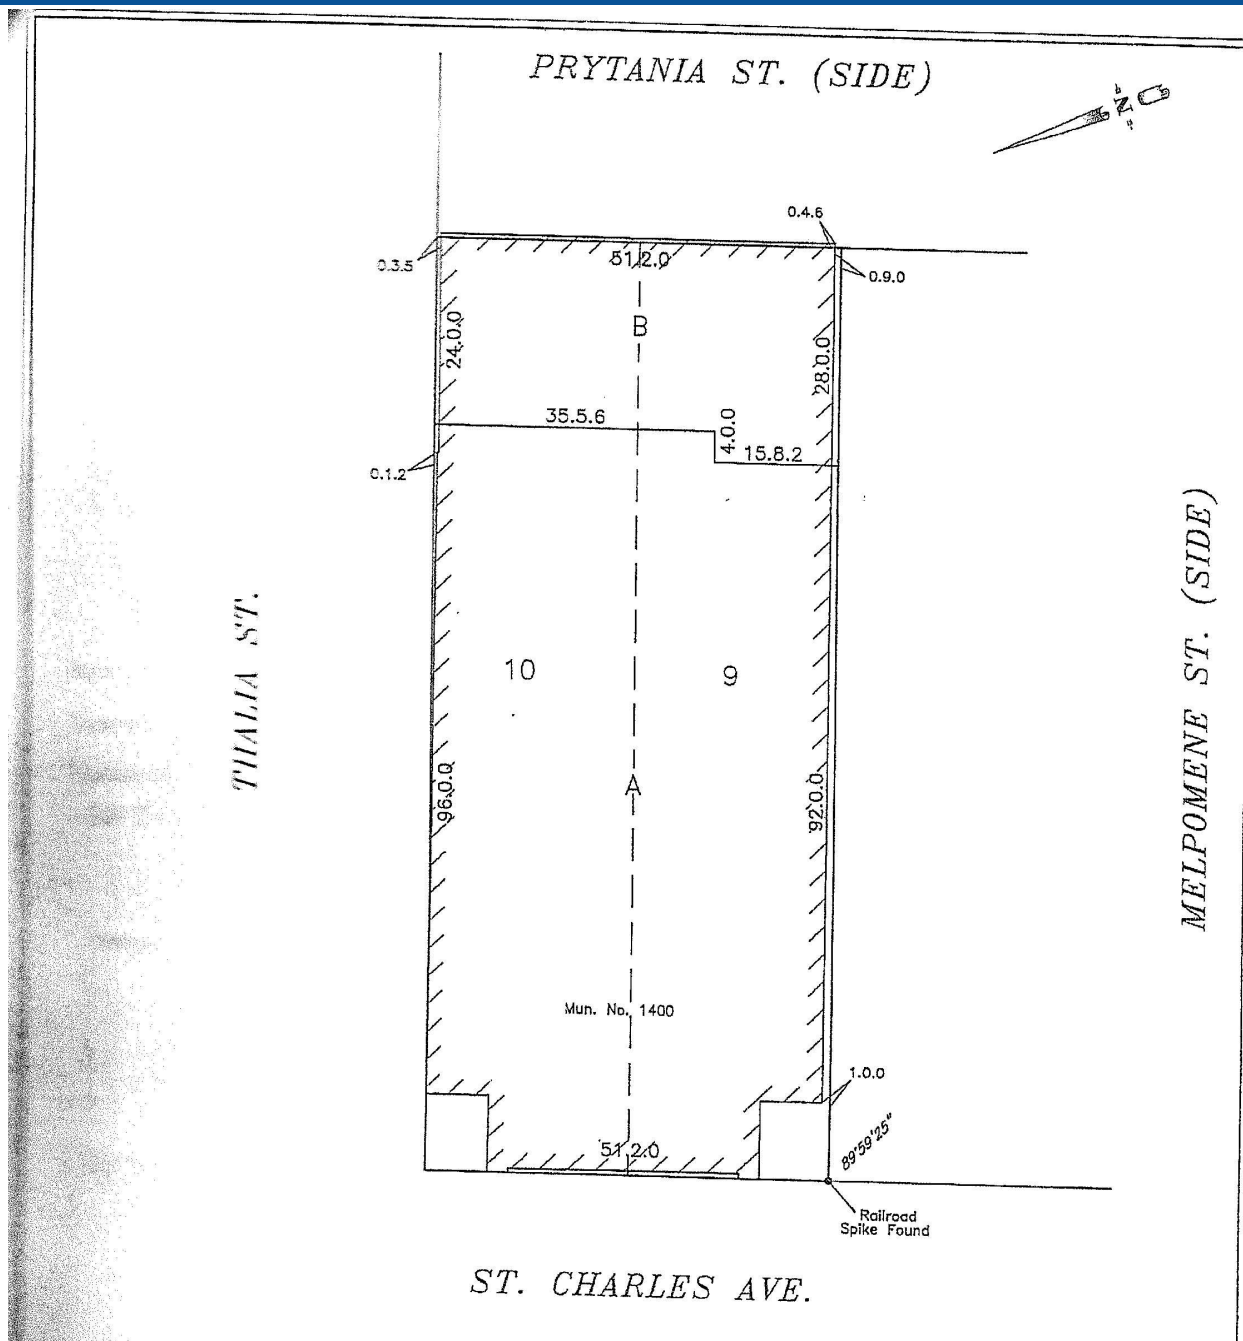 PRYTANIA ST. (SIDE)
N
0.4.6
0.3.5
51.2.0
0.9.0
B
24.0.0
28.0.0
35.5.6
4.0.0
15.8.2
0.1.2
THALIA ST.
MELPOMENE ST. (SIDE)
10
9
A
96.0.0
92.0.0
Mun. No. 1400
1.0.0
51.2.0
89°59'25"
Railroad
Spike Found
ST. CHARLES AVE.